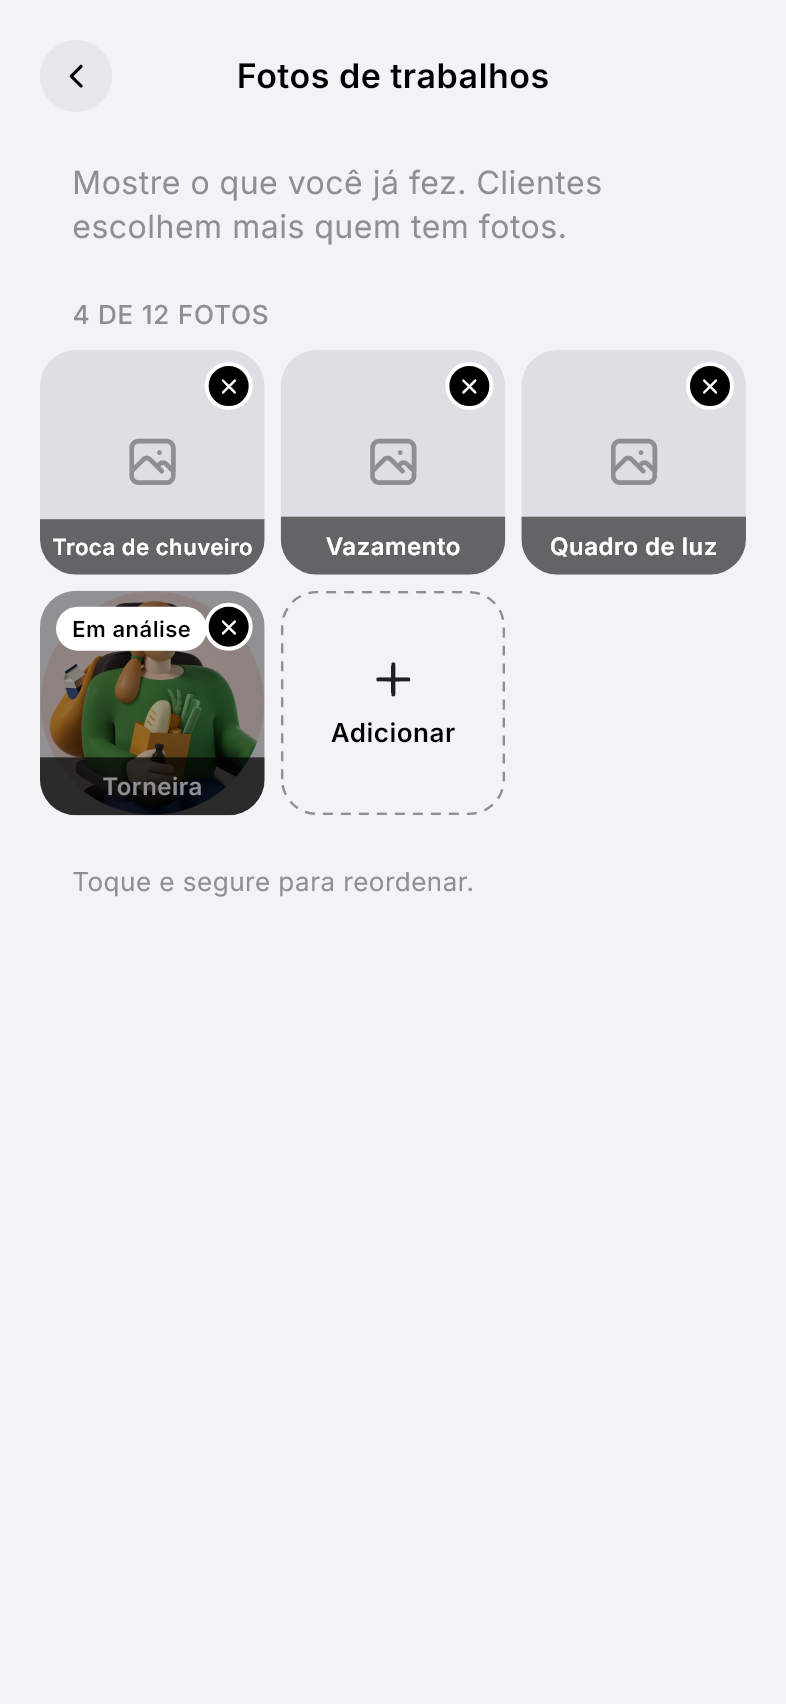 Fotos de trabalhos
Mostre o que você já fez. Clientes
escolhem mais quem tem fotos.
4 DE 12 FOTOS
Troca de chuveiro
Vazamento
Quadro de luz
Em análise
Torneira
Adicionar
Toque e segure para reordenar.